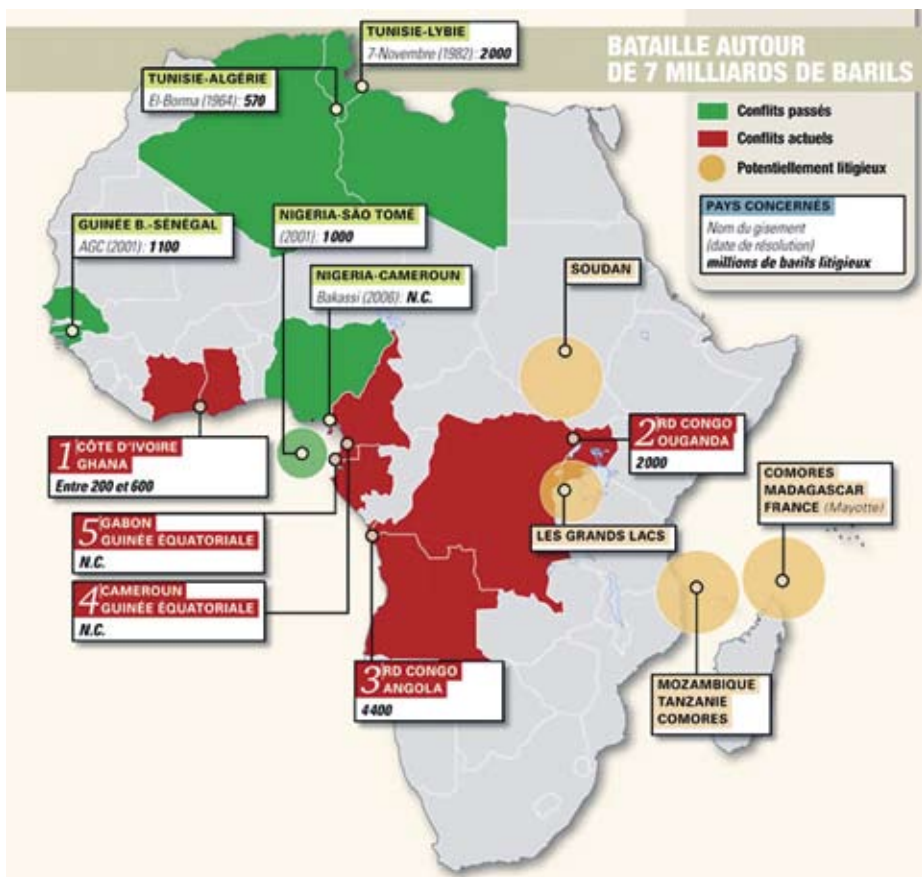 BATAILLE AUTOUR
DE 7 MILLIARDS DE BARILS
Conflits passés
Conflits actuels
Potentiellement litigieux
PAYS CONCERNÉS
Nom du gisement
(date de résolution)
millions de barils litigieux
TUNISIE-LYBIE
7-Novembre (1982): 2000
TUNISIE-ALGÉRIE
El-Borma (1964): 570
GUINÉE B.-SÉNÉGAL
AGC (2001): 1100
NIGERIA-SÃO TOMÉ
(2001): 1000
NIGERIA-CAMEROUN
Bakassi (2006): N.C.
SOUDAN
1 CÔTE D'IVOIRE
GHANA
Entre 200 et 600
2 RD CONGO
OUGANDA
2000
COMORES
MADAGASCAR
FRANCE (Mayotte)
5 GABON
GUINÉE ÉQUATORIALE
N.C.
LES GRANDS LACS
4 CAMEROUN
GUINÉE ÉQUATORIALE
N.C.
3 RD CONGO
ANGOLA
4400
MOZAMBIQUE
TANZANIE
COMORES